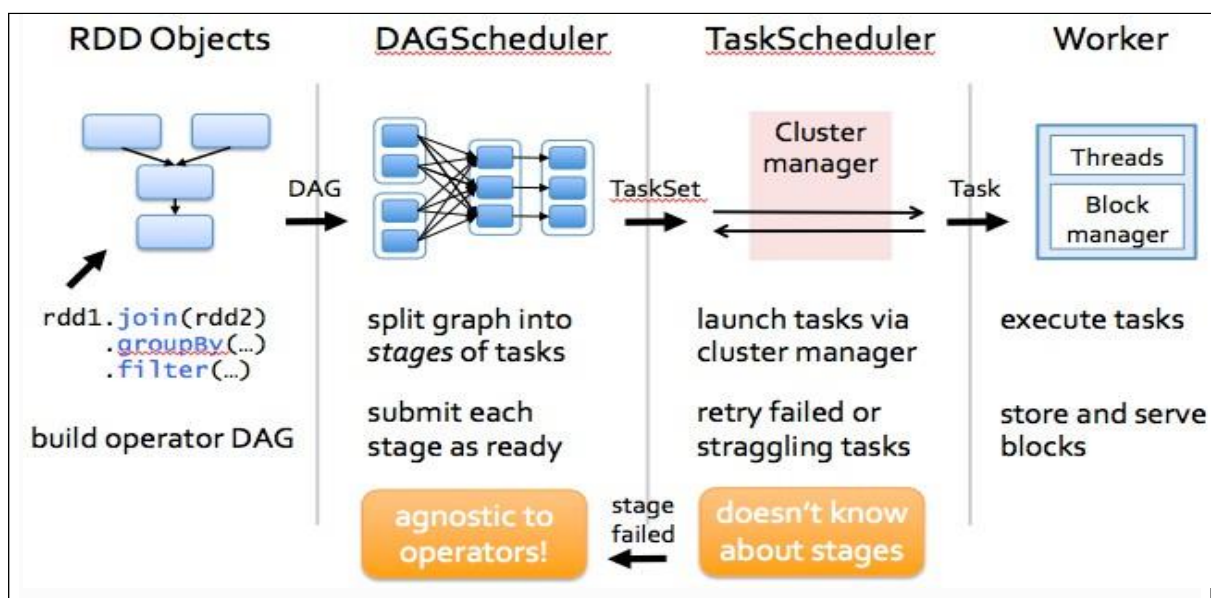 RDD Objects
DAGScheduler
TaskScheduler
Worker
DAG
TaskSet
Cluster
manager
Task
Threads
Block
manager
rdd1.join(rdd2)
.groupBy(…)
.filter(…)
build operator DAG
split graph into
stages of tasks
submit each
stage as ready
agnostic to
operators!
stage
failed
launch tasks via
cluster manager
retry failed or
straggling tasks
doesn't know
about stages
execute tasks
store and serve
blocks